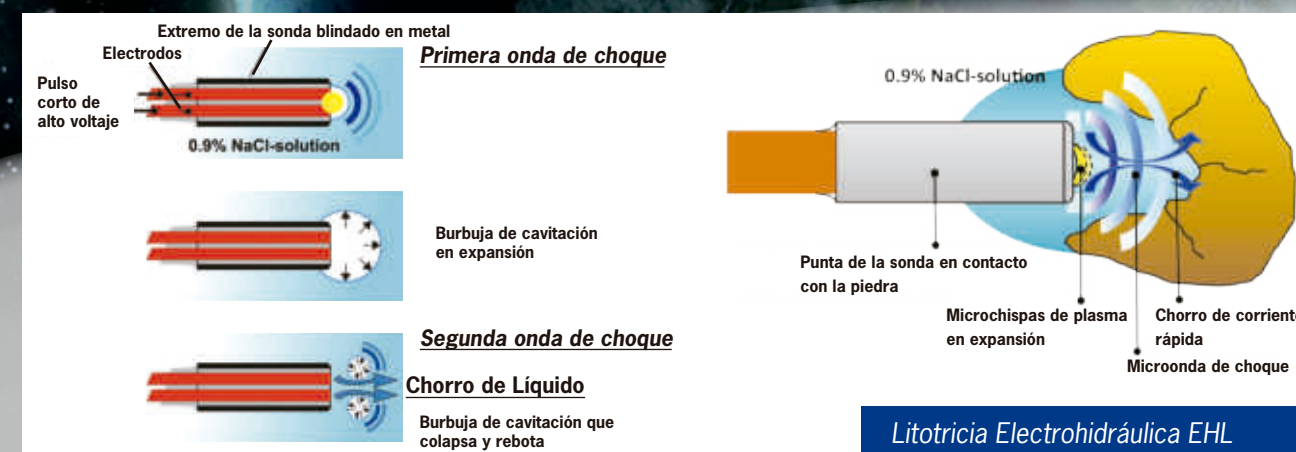 Extremo de la sonda blindado en metal
Electrodos
Pulso
corto de
alto voltaje
0.9% NaCl-solution
Primera onda de choque
Burbuja de cavitación
en expansión
Segunda onda de choque
Chorro de Líquido
Burbuja de cavitación que
colapsa y rebota
0.9% NaCl-solution
Punta de la sonda en contacto
con la piedra
Microchispas de plasma
en expansión
Chorro de corriente
rápida
Microonda de choque
Litotricia Electrohidráulica EHL